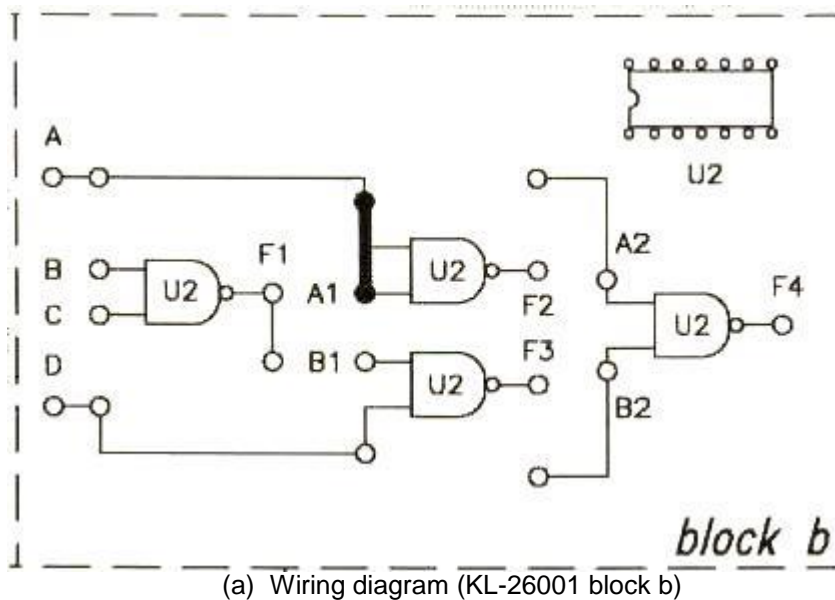 A
U2
A2
B
U2
F1
U2
F4
C
A1
F2
U2
D
B1
U2
F3
B2
block b
(a) Wiring diagram (KL-26001 block b)